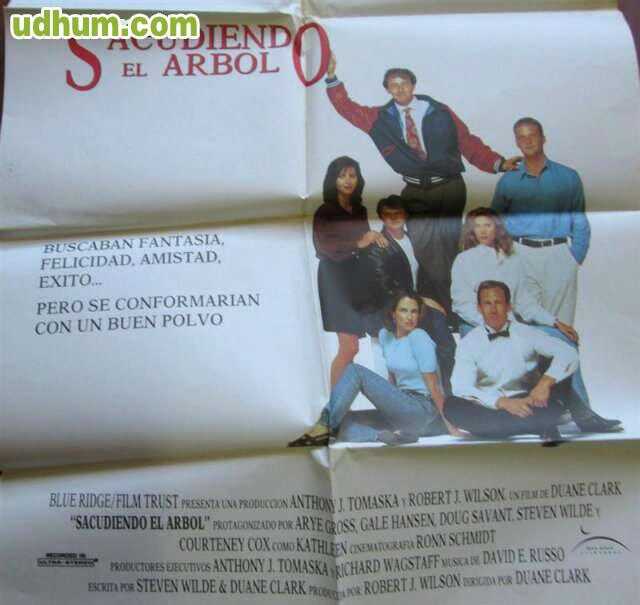 udhum.com
SACUDIENDO
EL ARBOL
BUSCABAN FANTASIA,
FELICIDAD, AMISTAD,
EXITO...
PERO SE CONFORMARIAN
CON UN BUEN POLVO
BLUE RIDGE/FILM TRUST PRESENTA UNA PRODUCCION ANTHONY J. TOMASKA Y ROBERT J. WILSON. UN FILM DE DUANE CLARK
"SACUDIENDO EL ARBOL" PROTAGONIZADO POR ARYE GROSS, GALE HANSEN, DOUG SAVANT, STEVEN WILDE Y
COURTENEY COX COMO KATHLEEN CINEMATOGRAFIA RONN SCHMIDT
PRODUCTORES EJECUTIVOS ANTHONY J. TOMASKA Y RICHARD WAGSTAFF MUSICA DE DAVID E. RUSSO
ESCRITA POR STEVEN WILDE & DUANE CLARK PRODUCIDA POR ROBERT J. WILSON DIRIGIDA POR DUANE CLARK
RECORDED IN
ULTRA-STEREO